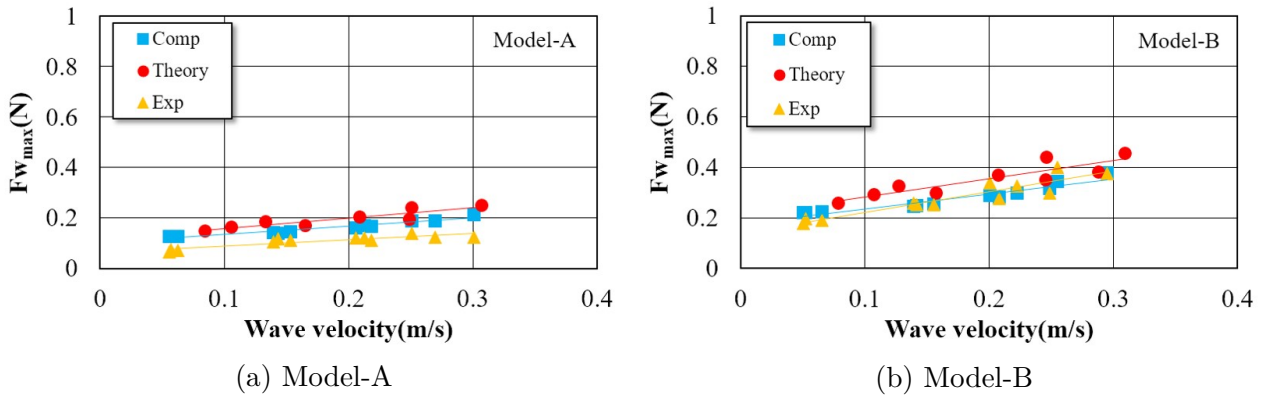 1
0.8
0.6
0.4
0.2
0
Fw_max(N)
Comp
Theory
Exp
Model-A
0 0.1 0.2 0.3 0.4
Wave velocity(m/s)
(a) Model-A
1
0.8
0.6
0.4
0.2
0
Fw_max(N)
Comp
Theory
Exp
Model-B
0 0.1 0.2 0.3 0.4
Wave velocity(m/s)
(b) Model-B